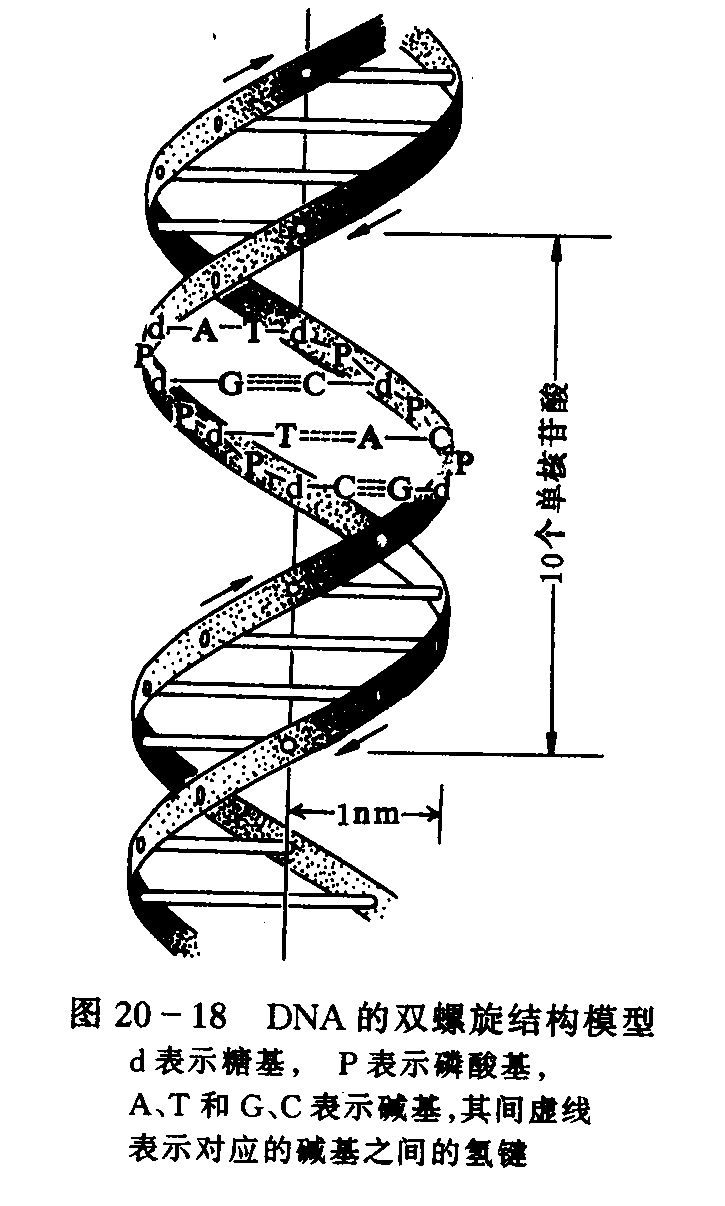 d A T d P
P
d G C d P
P d T A C P
P d C G d
10个单核苷酸
1nm
图 20-18 DNA 的双螺旋结构模型
d 表示糖基， P 表示磷酸基，
A、T 和 G、C 表示碱基，其间虚线
表示对应的碱基之间的氢键